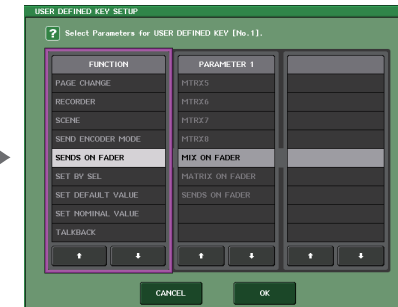 USER DEFINED KEY SETUP
? Select Parameters for USER DEFINED KEY [No.1].
FUNCTION
PAGE CHANGE
RECORDER
SCENE
SEND ENCODER MODE
SENDS ON FADER
SET BY SEL
SET DEFAULT VALUE
SET NOMINAL VALUE
TALKBACK
PARAMETER 1
MTRX5
MTRX6
MTRX7
MTRX8
MIX ON FADER
MATRIX ON FADER
SENDS ON FADER
CANCEL
OK